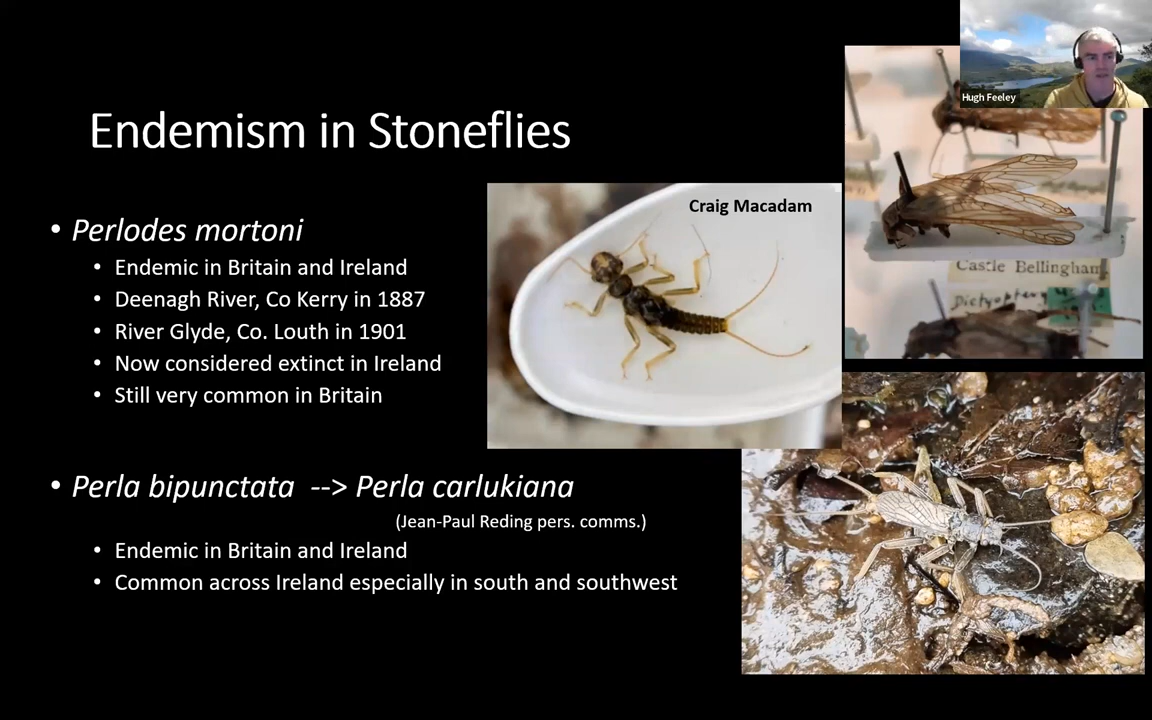 Hugh Feeley
Endemism in Stoneflies
Craig Macadam
• Perlodes mortoni
• Endemic in Britain and Ireland
• Deenagh River, Co Kerry in 1887
• River Glyde, Co. Louth in 1901
• Now considered extinct in Ireland
• Still very common in Britain
Castle Bellingham.
Dictyoptery
• Perla bipunctata --> Perla carlukiana
(Jean-Paul Reding pers. comms.)
• Endemic in Britain and Ireland
• Common across Ireland especially in south and southwest